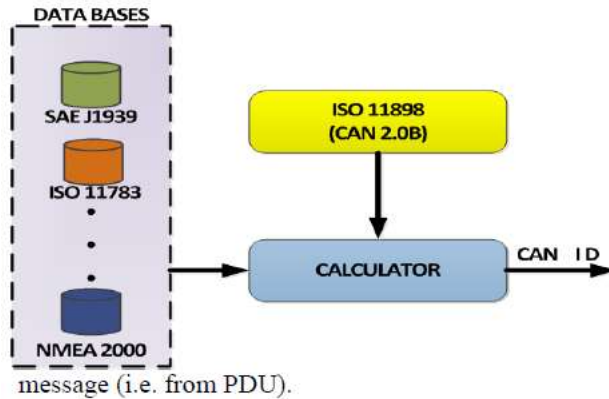 DATA BASES
SAE J1939
ISO 11783
NMEA 2000
ISO 11898
(CAN 2.0B)
CALCULATOR
CAN ID
message (i.e. from PDU).